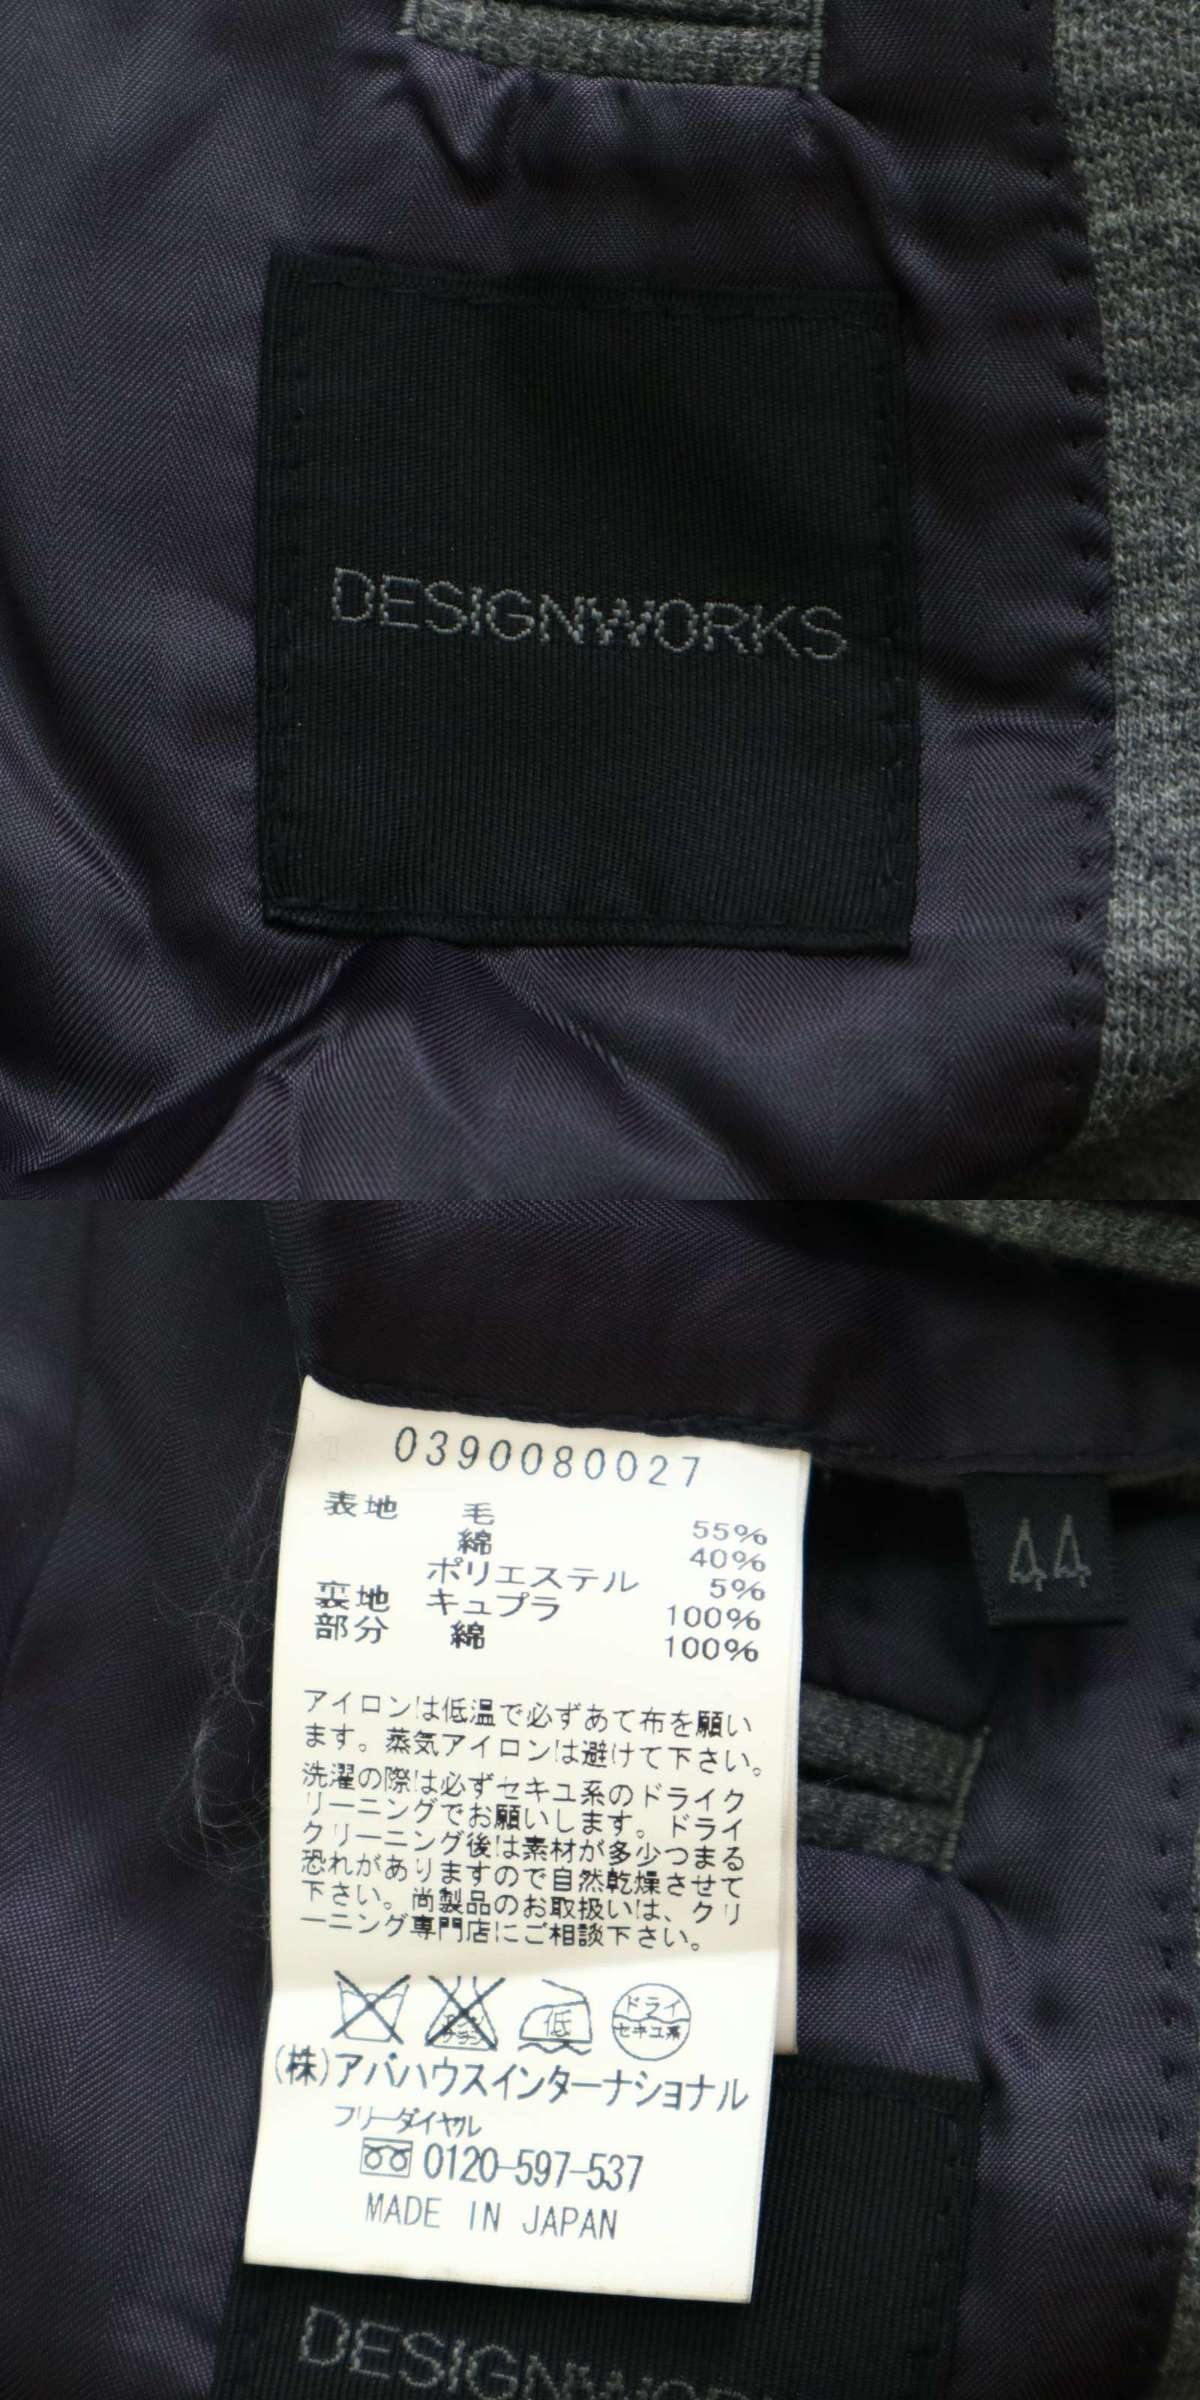 DESIGNWORKS
0390080027
表地 毛 55%
綿 40%
ポリエステル 5%
裏地 キュプラ 100%
部分 綿 100%
44
アイロンは低温で必ずあて布を願い
ます。蒸気アイロンは避けて下さい。
洗濯の際は必ずセキユ系のドライク
リーニングでお願いします。ドライ
クリーニング後は素材が多少つまる
恐れがありますので自然乾燥させて
下さい。尚製品のお取扱いは、クリ
ーニング専門店にご相談下さい。
エンソ
サラシ
低
ドライ
セキユ系
(株)アバハウスインターナショナル
フリーダイヤル
0120-597-537
MADE IN JAPAN
DESIGNWOR